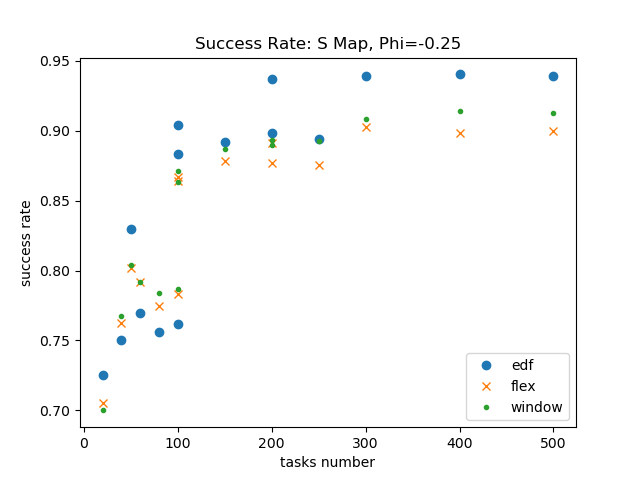 Success Rate: S Map, Phi=-0.25
0.95
0.90
0.85
0.80
0.75
0.70
success rate
0
100
200
300
400
500
tasks number
edf
flex
window